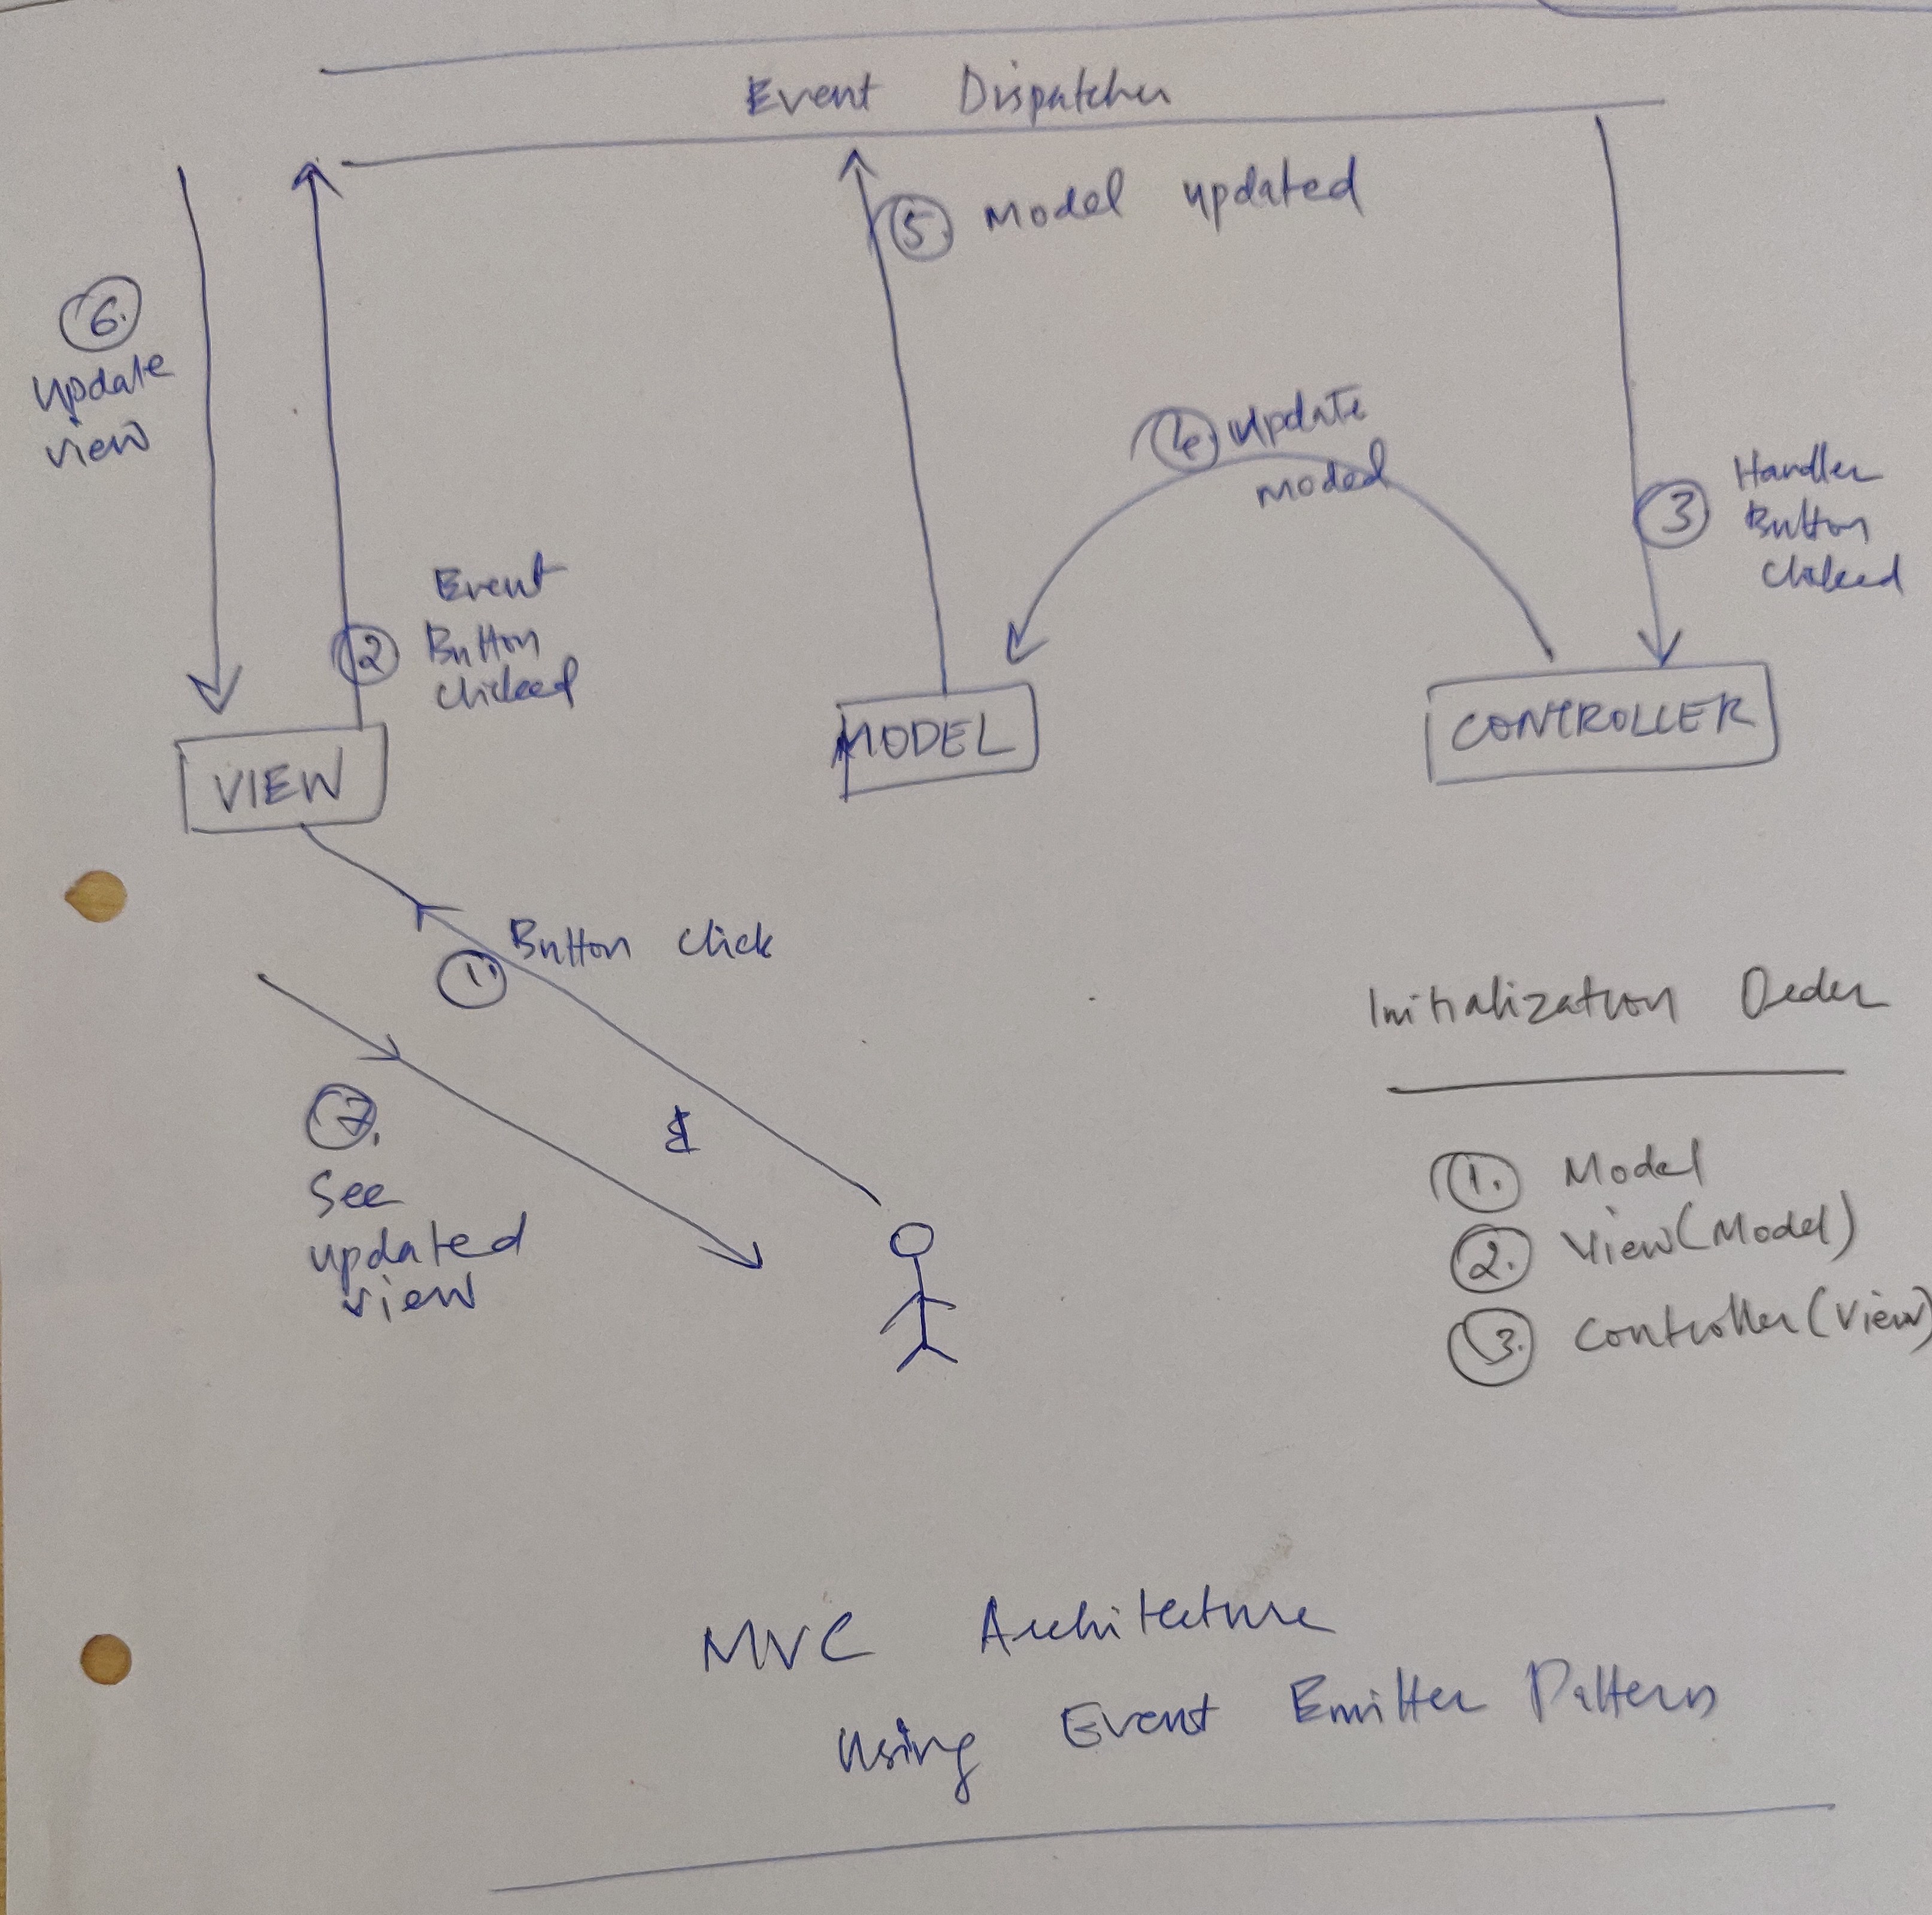 Event Dispatcher
5. Model updated
6.
update
view
4. update
model
3
Handler
Button
clicked
2
Event
Button
clicked
VIEW
MODEL
CONTROLLER
1. Button click
7.
See
updated
view
Initialization Order
1. Model
2. View(Model)
3. Controller(View)
MVC Architecture
using Event Emitter Pattern